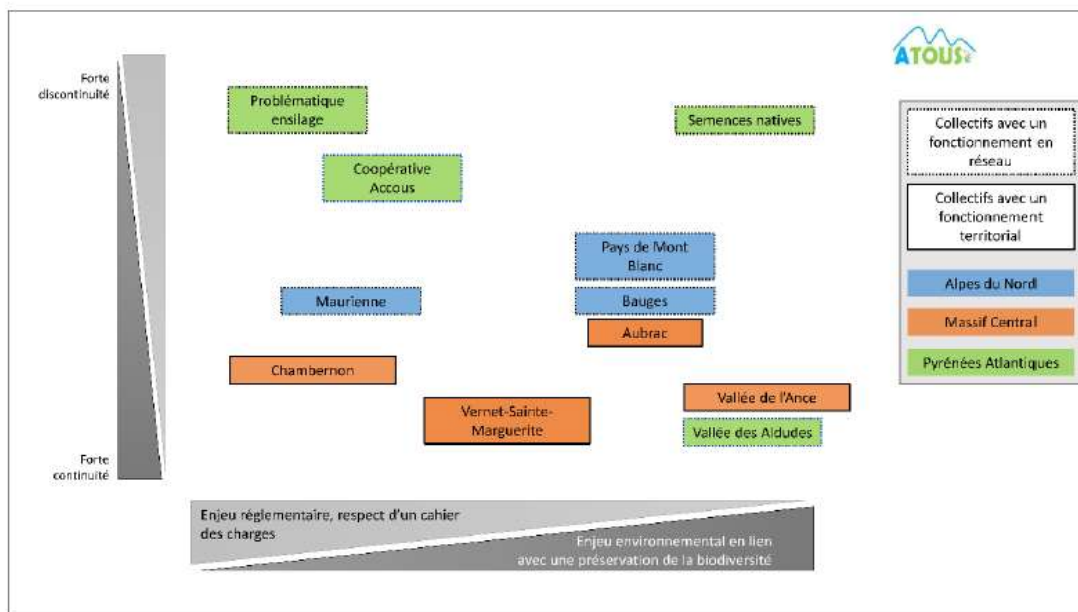 Forte
discontinuité
Problématique
ensilage
Semences natives
Coopérative
Accous
Pays de Mont
Blanc
Maurienne
Bauges
Aubrac
Chambernon
Vallée de l'Ance
Vernet-Sainte-
Marguerite
Vallée des Aldudes
Forte
continuité
Enjeu réglementaire, respect d'un cahier
des charges
Enjeu environnemental en lien
avec une préservation de la biodiversité
ATOUS
Collectifs avec un
fonctionnement en
réseau
Collectifs avec un
fonctionnement
territorial
Alpes du Nord
Massif Central
Pyrénées Atlantiques